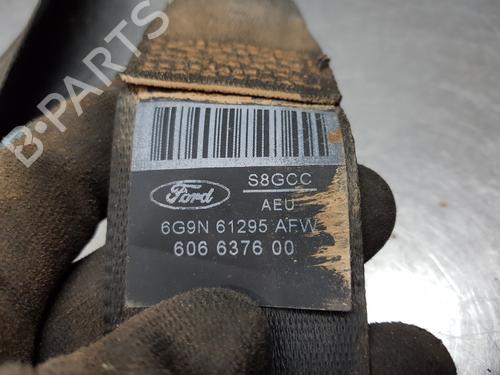 B-PARTS
Ford
S8GCC
AEU
6G9N 61295 AFW
606 6376 00